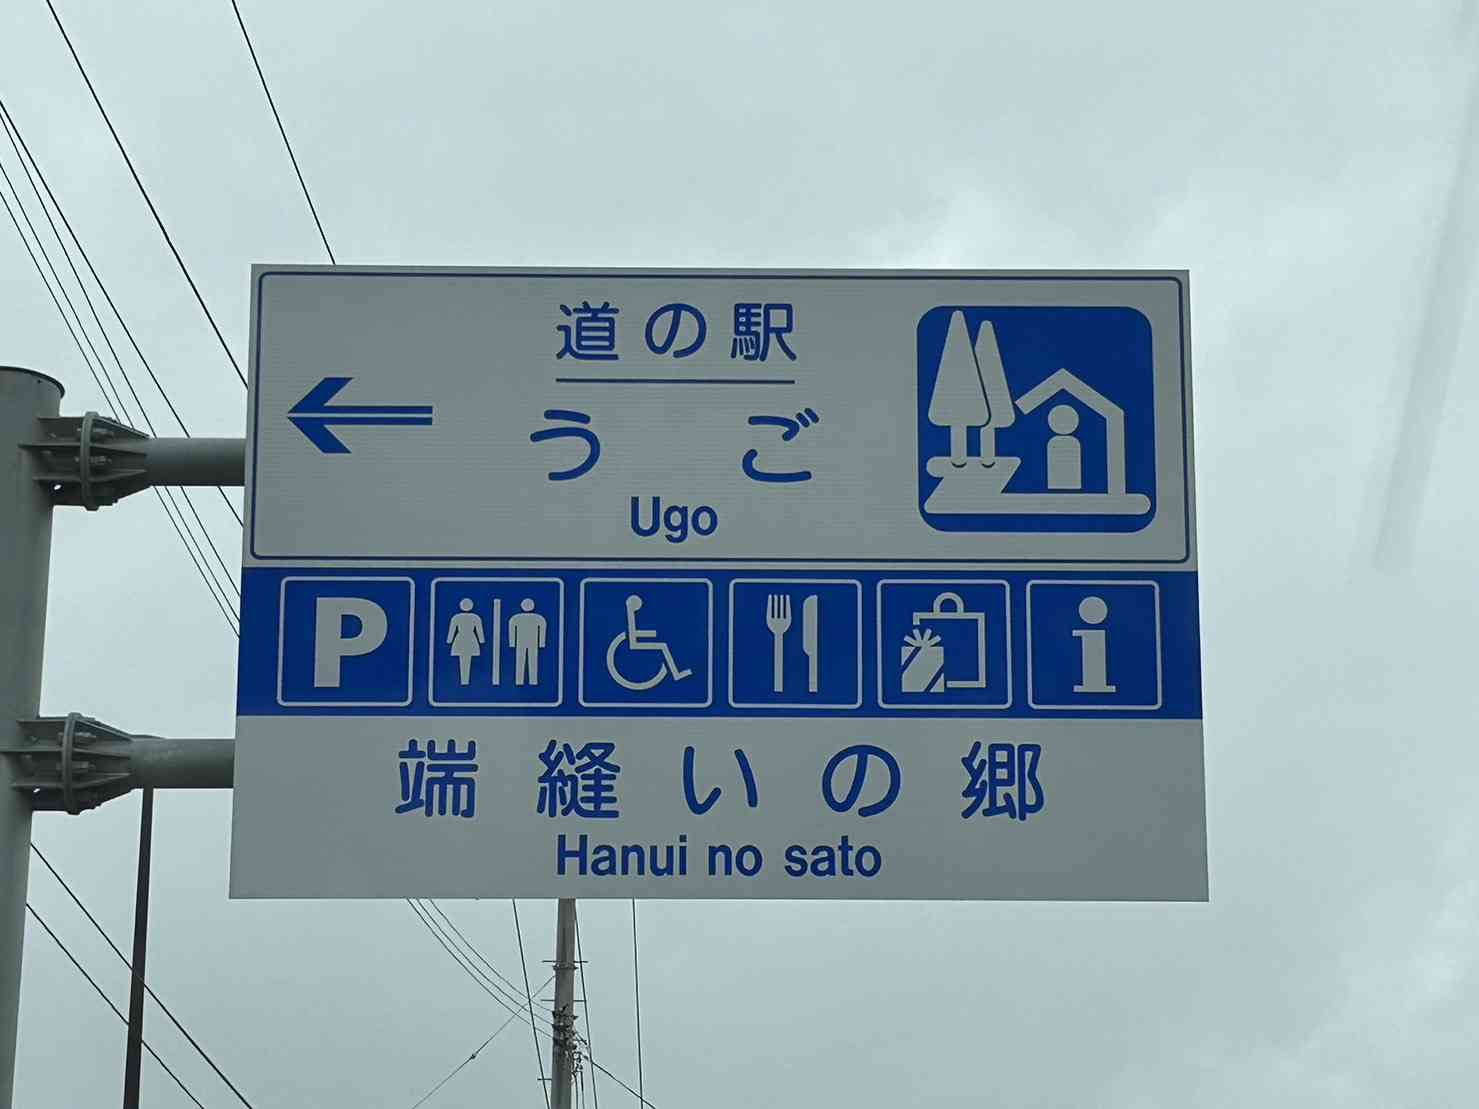 道の駅
うご
Ugo
P
i
端縫いの郷
Hanui no sato